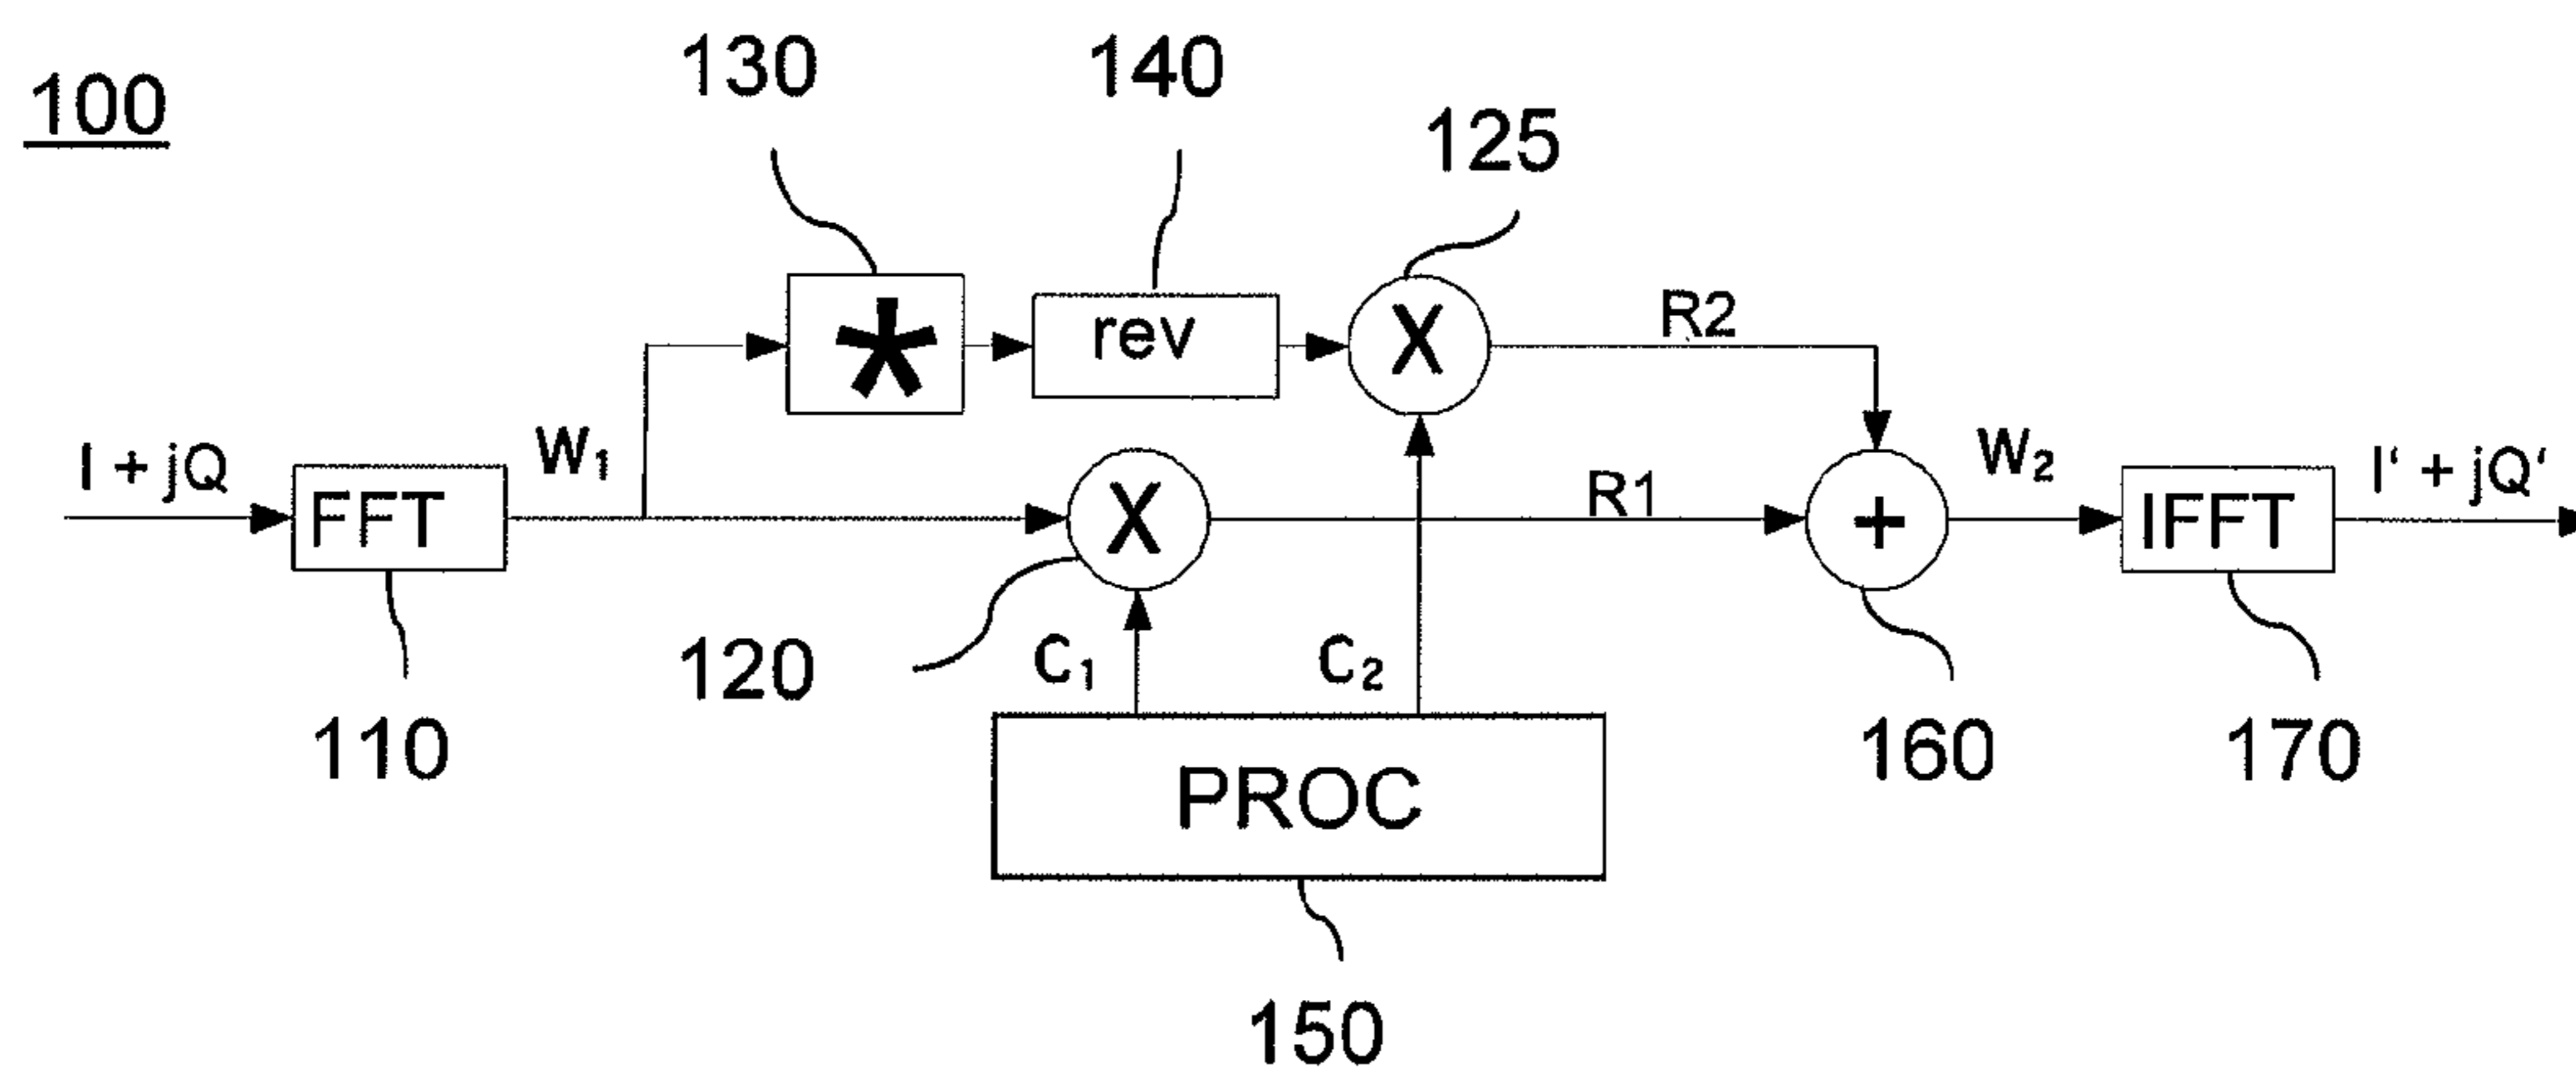 100
130
140
125
*
rev
X
R2
I + jQ
FFT
W₁
X
R1
+
W₂
IFFT
I‘ + jQ‘
110
120
C₁
C₂
PROC
160
170
150